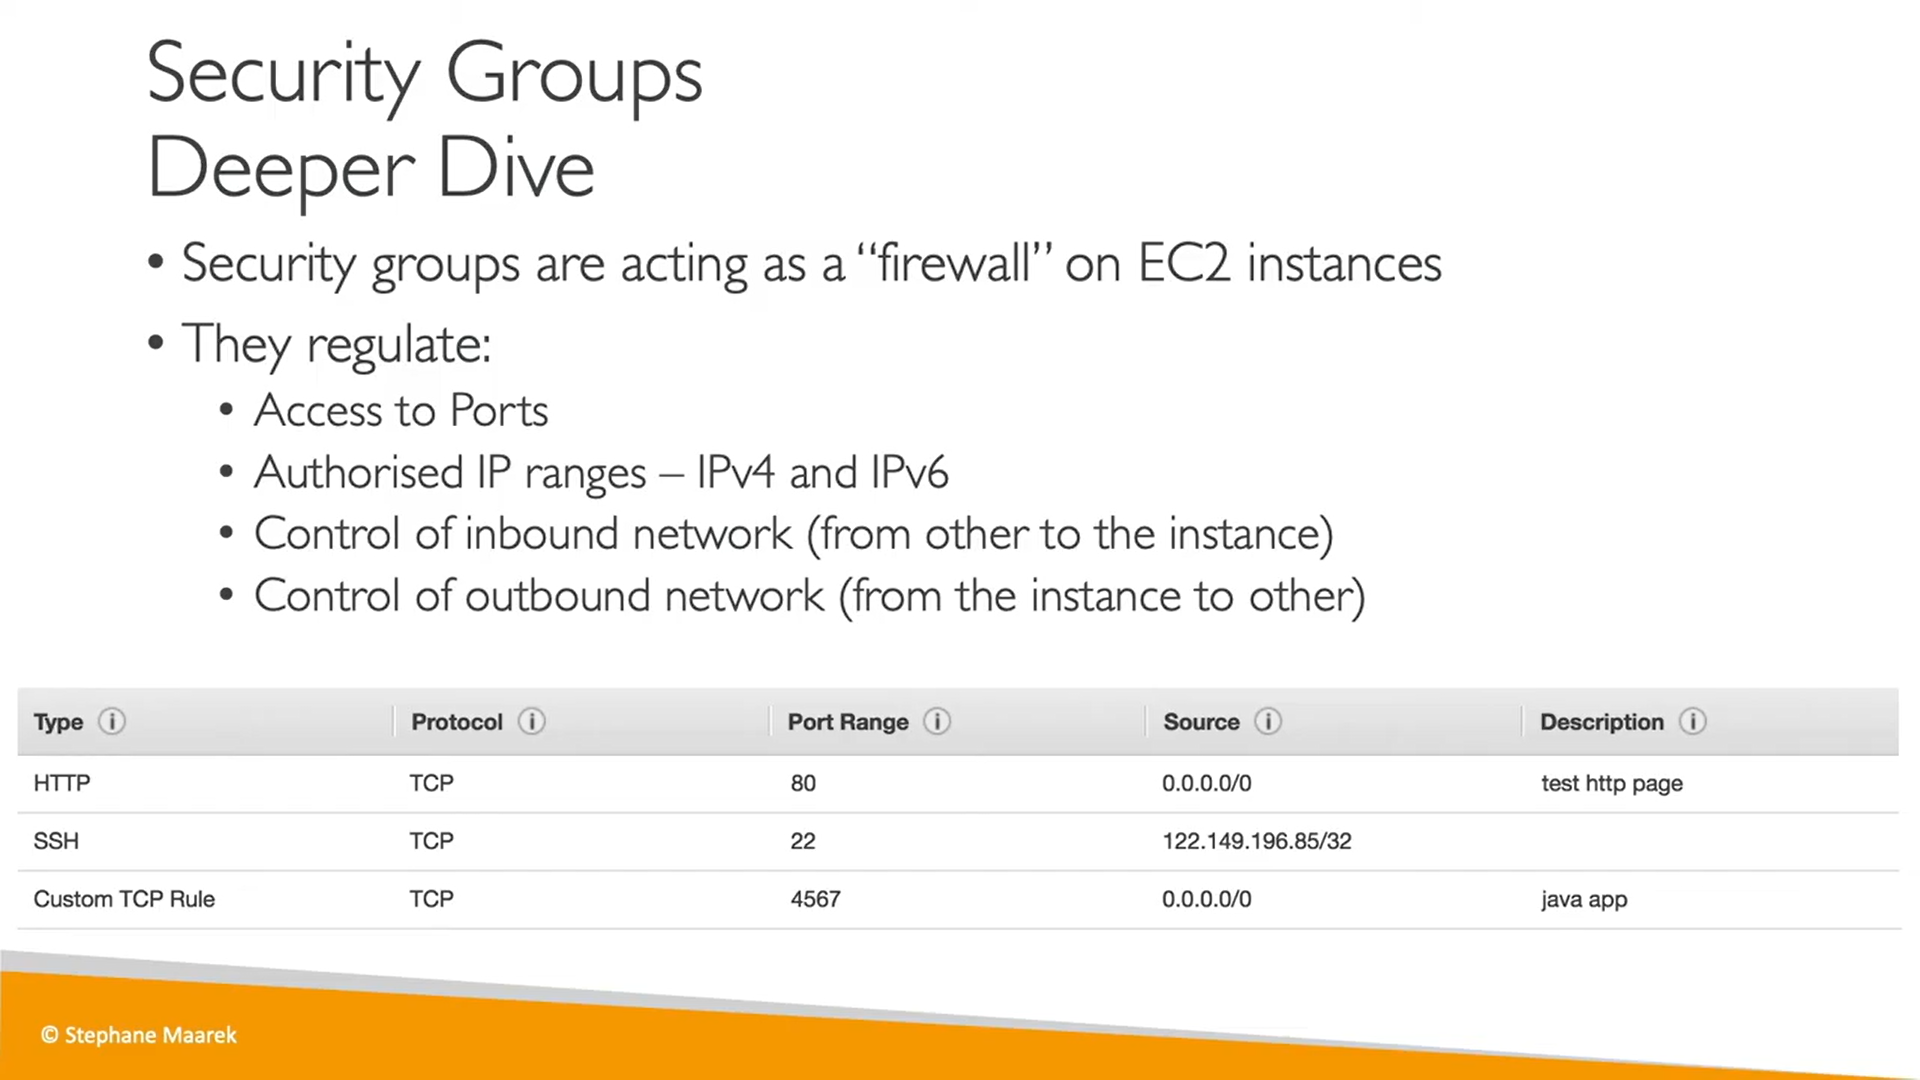 Security Groups
Deeper Dive
• Security groups are acting as a “firewall” on EC2 instances
• They regulate:
• Access to Ports
• Authorised IP ranges – IPv4 and IPv6
• Control of inbound network (from other to the instance)
• Control of outbound network (from the instance to other)
Type Protocol Port Range Source Description
HTTP TCP 80 0.0.0.0/0 test http page
SSH TCP 22 122.149.196.85/32
Custom TCP Rule TCP 4567 0.0.0.0/0 java app
© Stephane Maarek